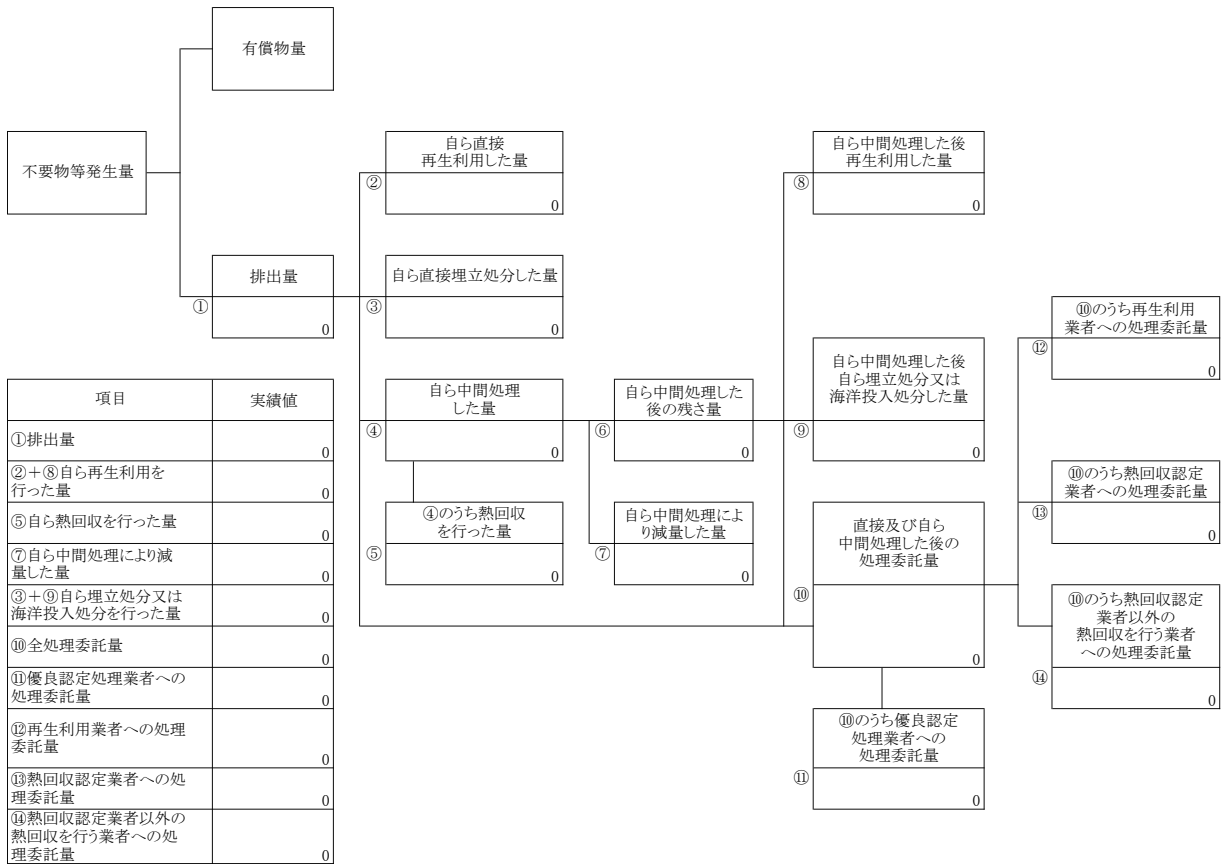 有償物量
不要物等発生量
自ら直接
再生利用した量
②
0
自ら中間処理した後
再生利用した量
⑧
0
排出量
①
0
自ら直接埋立処分した量
③
0
⑩のうち再生利用
業者への処理委託量
⑫
0
自ら中間処理
した量
④
0
自ら中間処理した
後の残さ量
⑥
0
自ら中間処理した後
自ら埋立処分又は
海洋投入処分した量
⑨
0
⑩のうち熱回収認定
業者への処理委託量
⑬
0
④のうち熱回収
を行った量
⑤
0
自ら中間処理によ
り減量した量
⑦
0
直接及び自ら
中間処理した後の
処理委託量
⑩
0
⑩のうち熱回収認定
業者以外の
熱回収を行う業者
への処理委託量
⑭
0
⑩のうち優良認定
処理業者への
処理委託量
⑪
0
項目 実績値
①排出量 0
②+⑧自ら再生利用を
行った量 0
⑤自ら熱回収を行った量 0
⑦自ら中間処理により減
量した量 0
③+⑨自ら埋立処分又は
海洋投入処分を行った量 0
⑩全処理委託量 0
⑪優良認定処理業者への
処理委託量 0
⑫再生利用業者への処理
委託量 0
⑬熱回収認定業者への処
理委託量 0
⑭熱回収認定業者以外の
熱回収を行う業者への処
理委託量 0